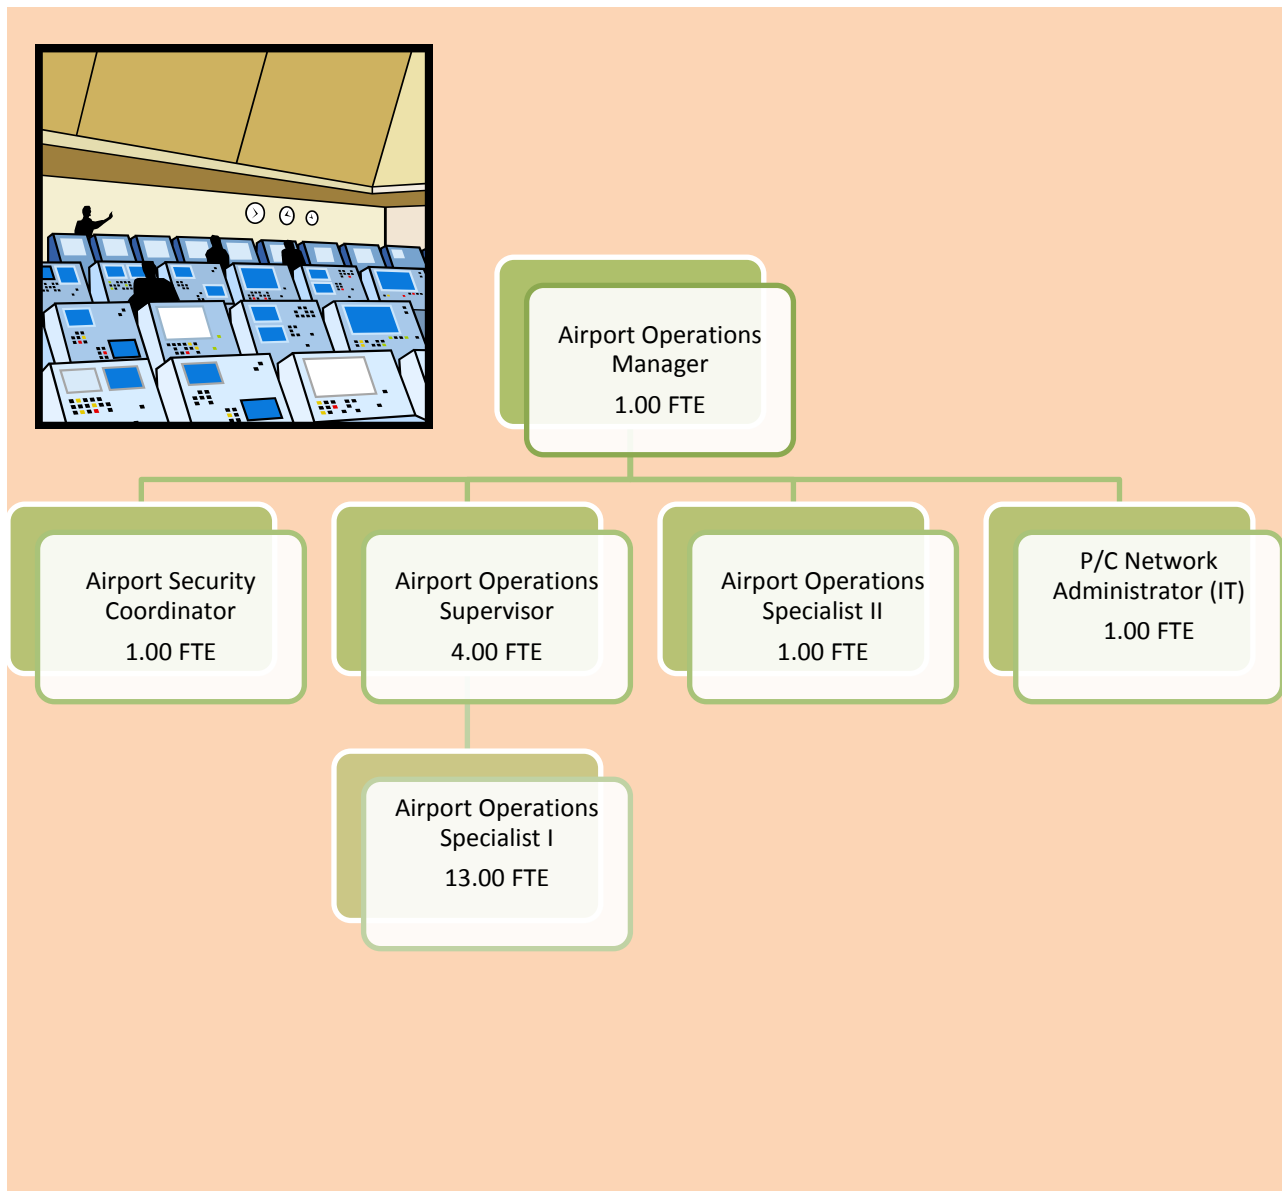 Airport Operations
Manager
1.00 FTE
Airport Security
Coordinator
1.00 FTE
Airport Operations
Supervisor
4.00 FTE
Airport Operations
Specialist II
1.00 FTE
P/C Network
Administrator (IT)
1.00 FTE
Airport Operations
Specialist I
13.00 FTE